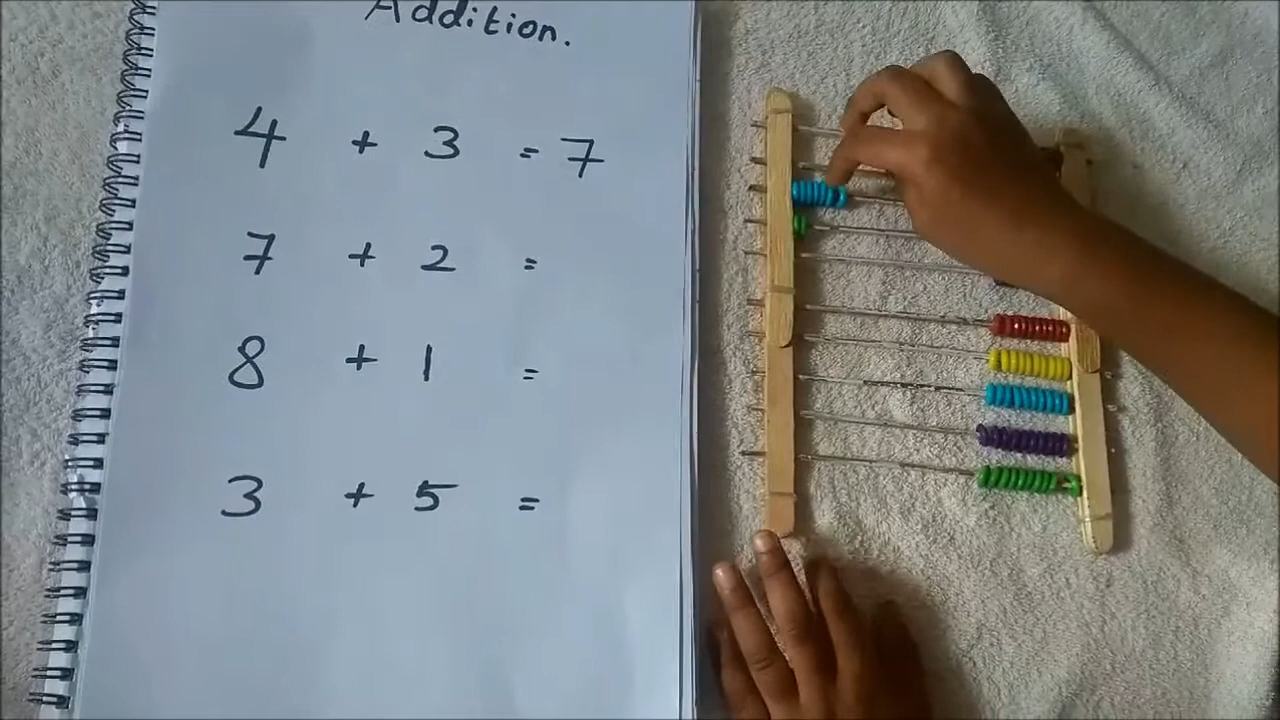 Addition.
4 + 3 = 7
7 + 2 =
8 + 1 =
3 + 5 =